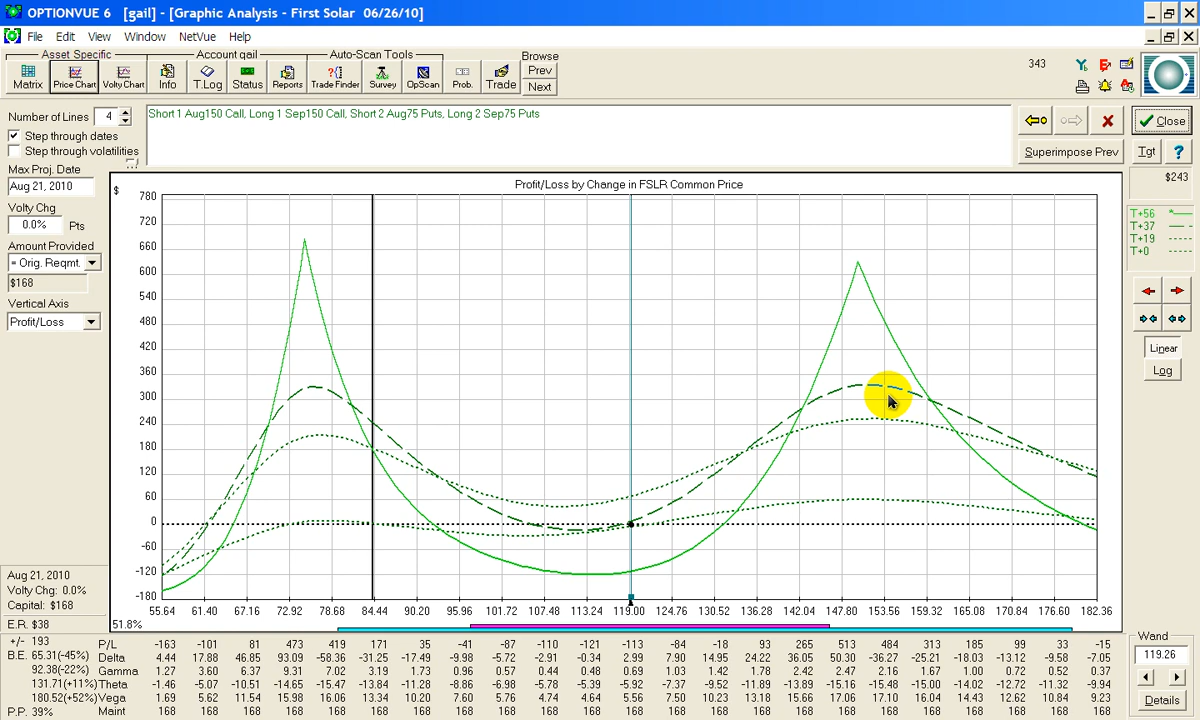 OPTIONVUE 6 [gail] - [Graphic Analysis - First Solar 06/26/10]
File Edit View Window NetVue Help
Asset Specific Account gail Auto-Scan Tools Browse
Matrix Price Chart Volty Chart Info T.Log Status Reports Trade Finder Survey OpScan Prob. Trade Prev Next
343
Number of Lines 4
Short 1 Aug150 Call, Long 1 Sep150 Call, Short 2 Aug75 Puts, Long 2 Sep75 Puts
Close
Step through dates
Step through volatilities
Superimpose Prev Tgt ?
Max Proj. Date
Aug 21, 2010
Volty Chg
0.0% Pts
Amount Provided
= Orig. Reqmt.
$168
Vertical Axis
Profit/Loss
$ Profit/Loss by Change in FSLR Common Price
$243
T+56
T+37
T+19
T+0
Linear
Log
780
720
660
600
540
480
420
360
300
240
180
120
60
0
-60
-120
-180
55.64 61.40 67.16 72.92 78.68 84.44 90.20 95.96 101.72 107.48 113.24 119.00 124.76 130.52 136.28 142.04 147.80 153.56 159.32 165.08 170.84 176.60 182.36
51.8%
Aug 21, 2010
Volty Chg: 0.0%
Capital: $168
E.R. $38
+/- 193
B.E. 65.31(-45%)
92.38(-22%)
131.71(+11%)
180.52(+52%)
P.P. 39%
P/L -163 -101 81 473 419 171 35 -41 -87 -110 -121 -113 -84 -18 93 265 513 484 313 185 99 33 -15
Delta 4.44 17.88 46.85 93.09 -58.36 -31.25 -17.49 -9.98 -5.72 -2.91 -0.34 2.99 7.90 14.95 24.22 36.05 50.30 -36.27 -25.21 -18.03 -13.12 -9.58 -7.05
Gamma 1.27 3.60 6.37 9.31 7.02 3.19 1.73 0.96 0.57 0.44 0.48 0.69 1.03 1.42 1.78 2.42 2.47 2.16 1.67 1.00 0.72 0.52 0.37
Theta -1.46 -5.07 -10.51 -14.65 -15.47 -13.84 -11.28 -8.86 -6.98 -5.78 -5.39 -5.92 -7.37 -9.52 -11.89 -13.89 -15.16 -15.48 -15.00 -14.02 -12.72 -11.32 -9.94
Vega 1.69 5.62 11.54 15.98 16.06 13.34 10.20 7.60 5.76 4.74 4.64 5.56 7.50 10.23 13.18 15.66 17.06 17.10 16.04 14.43 12.62 10.84 9.23
Maint 168 168 168 168 168 168 168 168 168 168 168 168 168 168 168 168 168 168 168 168 168 168 168
Wand
119.26
Details